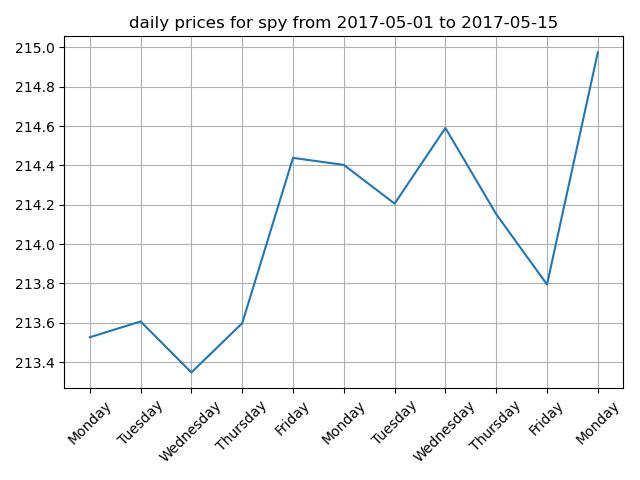 daily prices for spy from 2017-05-01 to 2017-05-15
215.0
214.8
214.6
214.4
214.2
214.0
213.8
213.6
213.4
Monday
Tuesday
Wednesday
Thursday
Friday
Monday
Tuesday
Wednesday
Thursday
Friday
Monday